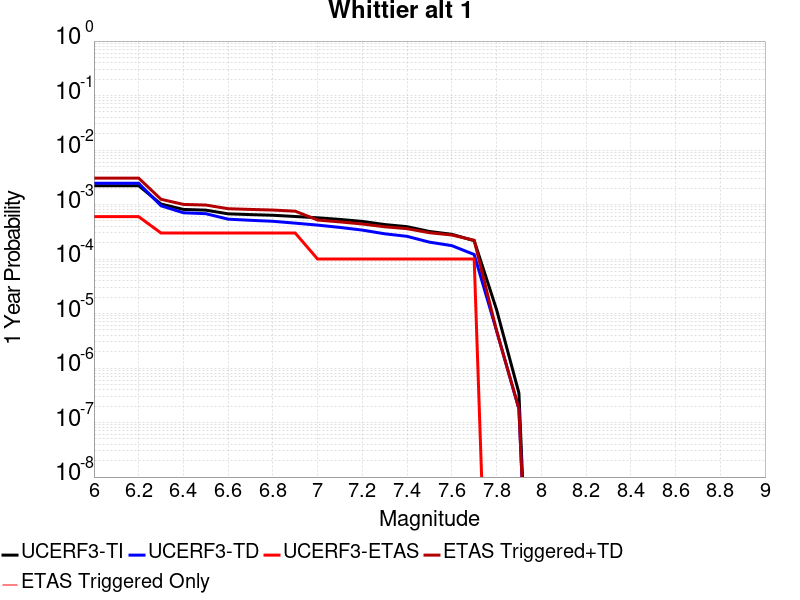 Whittier alt 1
1 Year Probability
10^0
10^-1
10^-2
10^-3
10^-4
10^-5
10^-6
10^-7
10^-8
6 6.2 6.4 6.6 6.8 7 7.2 7.4 7.6 7.8 8 8.2 8.4 8.6 8.8 9
Magnitude
UCERF3-TI UCERF3-TD UCERF3-ETAS ETAS Triggered+TD
ETAS Triggered Only